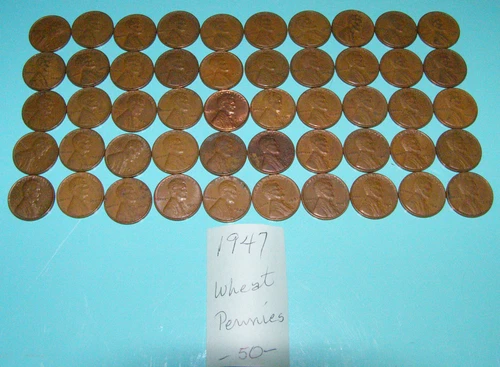 1947
Wheat
Pennies
- 50 -